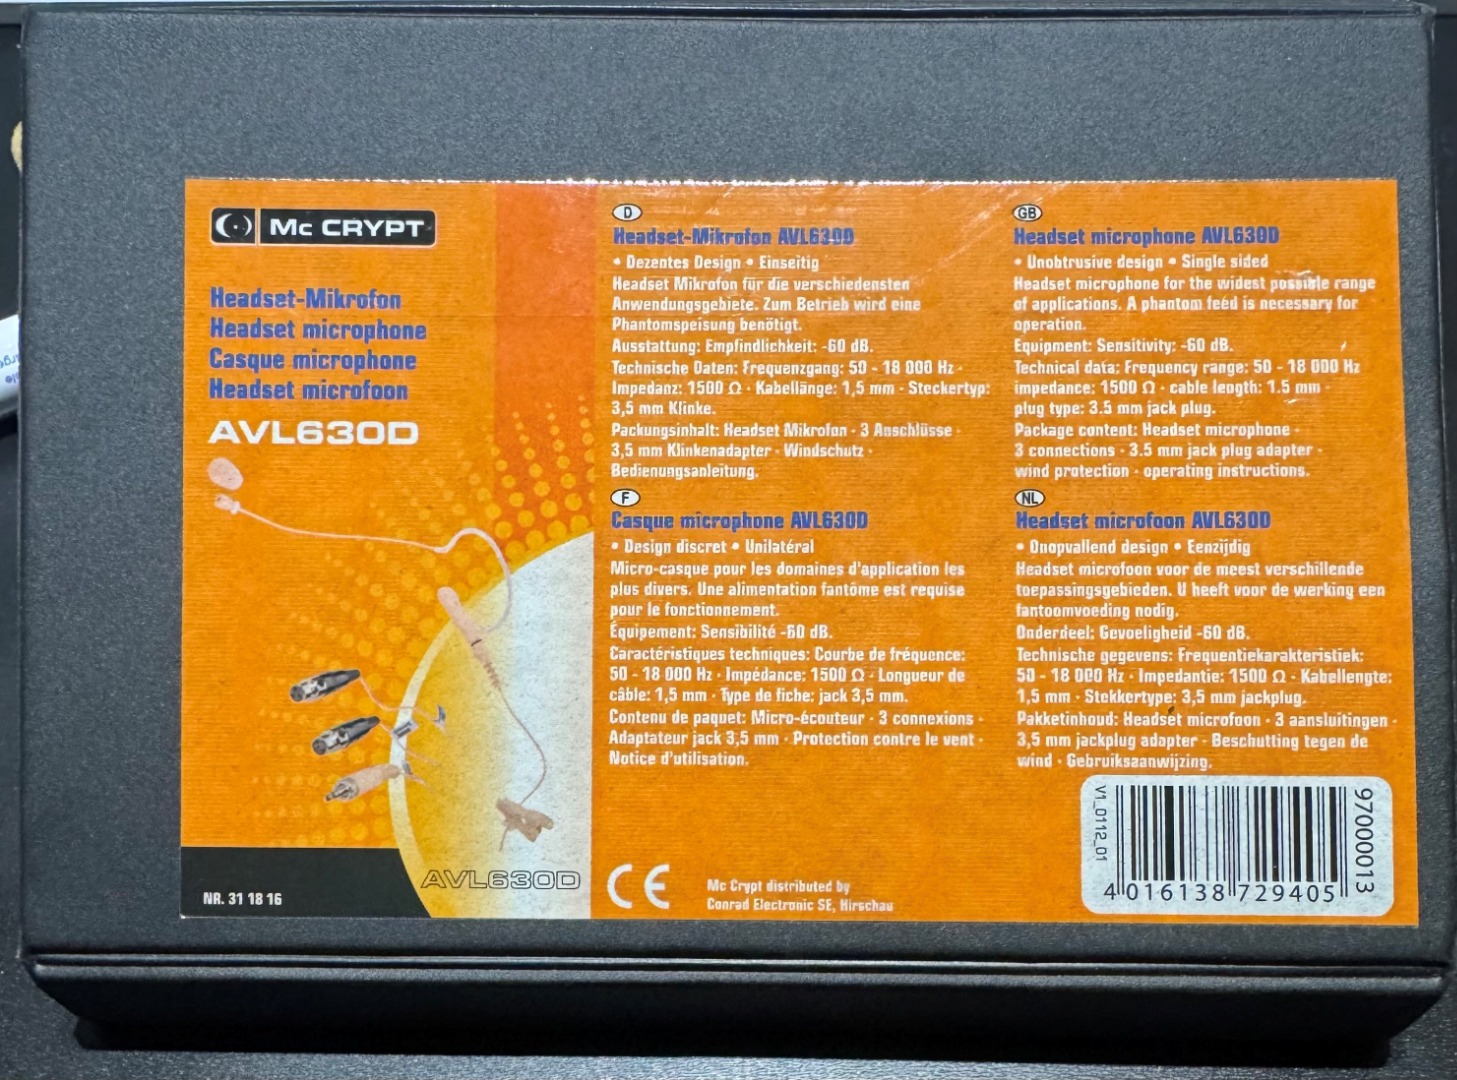 Mc CRYPT
Headset-Mikrofon
Headset microphone
Casque microphone
Headset microfoon
AVL630D
AVL630D
NR. 31 18 16
D
Headset-Mikrofon AVL630D
• Dezentes Design • Einseitig
Headset Mikrofon für die verschiedensten
Anwendungsgebiete. Zum Betrieb wird eine
Phantomspeisung benötigt.
Ausstattung: Empfindlichkeit: -60 dB.
Technische Daten: Frequenzgang: 50 - 18 000 Hz ·
Impedanz: 1500 Ω · Kabellänge: 1,5 mm · Steckertyp:
3,5 mm Klinke.
Packungsinhalt: Headset Mikrofon · 3 Anschlüsse ·
3,5 mm Klinkenadapter · Windschutz ·
Bedienungsanleitung.
F
Casque microphone AVL630D
• Design discret • Unilatéral
Micro-casque pour les domaines d'application les
plus divers. Une alimentation fantôme est requise
pour le fonctionnement.
Équipement: Sensibilité -60 dB.
Caractéristiques techniques: Courbe de fréquence:
50 - 18 000 Hz · Impédance: 1500 Ω · Longueur de
câble: 1,5 mm · Type de fiche: jack 3,5 mm.
Contenu de paquet: Micro-écouteur · 3 connexions ·
Adaptateur jack 3,5 mm · Protection contre le vent ·
Notice d'utilisation.
CE
Mc Crypt distributed by
Conrad Electronic SE, Hirschau
GB
Headset microphone AVL630D
• Unobtrusive design • Single sided
Headset microphone for the widest possible range
of applications. A phantom feed is necessary for
operation.
Equipment: Sensitivity: -60 dB.
Technical data: Frequency range: 50 - 18 000 Hz
impedance: 1500 Ω · cable length: 1.5 mm ·
plug type: 3.5 mm jack plug.
Package content: Headset microphone ·
3 connections · 3.5 mm jack plug adapter ·
wind protection · operating instructions.
NL
Headset microfoon AVL630D
• Onopvallend design • Eenzijdig
Headset microfoon voor de meest verschillende
toepassingsgebieden. U heeft voor de werking een
fantoomvoeding nodig.
Onderdeel: Gevoeligheid -60 dB.
Technische gegevens: Frequentiekarakteristiek:
50 - 18 000 Hz · Impedantie: 1500 Ω · Kabellengte:
1,5 mm · Stekkertype: 3,5 mm jackplug.
Pakketinhoud: Headset microfoon · 3 aansluitingen ·
3,5 mm jackplug adapter · Beschutting tegen de
wind · Gebruiksaanwijzing.
V1_0112_01
97000013
4 016138 729405